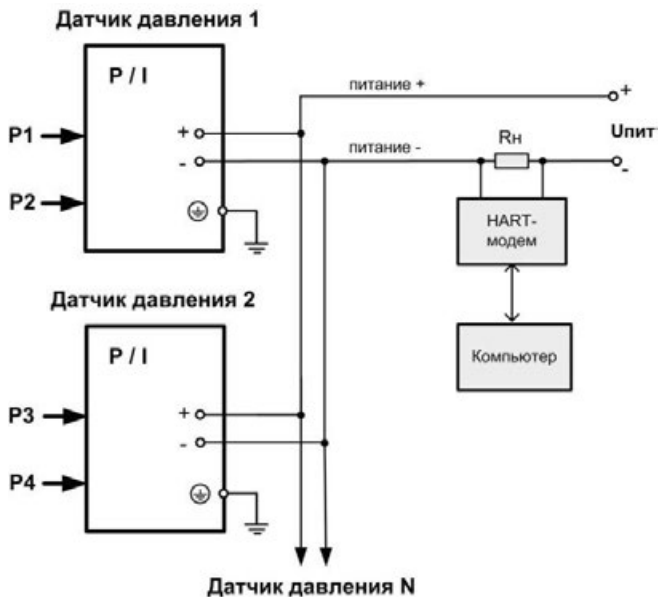 Датчик давления 1
P / I
P1
P2
+
-
питание +
питание -
Rн
+
Uпит
-
HART-
модем
Компьютер
Датчик давления 2
P / I
P3
P4
+
-
Датчик давления N